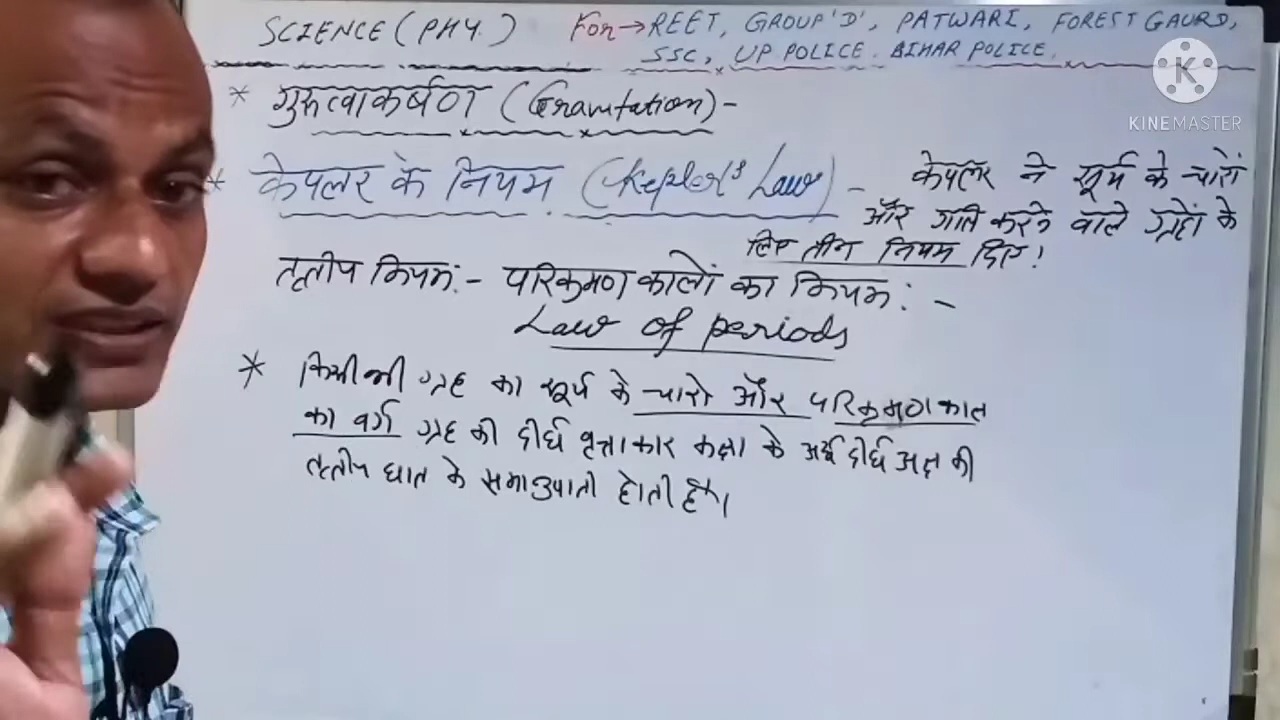 SCIENCE (PHY.) For → REET, GROUP 'D', PATWARI, FOREST GAURD,
SSC, UP POLICE. BIHAR POLICE.
K
KINEMASTER
* गुरुत्वाकर्षण (Gravitation) -
* केपलर के नियम (Kepler's Law) - केपलर ने सूर्य के चारों
और गति करने वाले ग्रहों के
लिए तीन नियम दिए!
तृतीय नियम :- परिक्रमण कालों का नियम : -
Law of periods
* किसी भी ग्रह का सूर्य के चारो और परिक्रमण काल
का वर्ग ग्रह की दीर्घ वृत्ताकार कक्षा के अर्द्ध दीर्घ अक्ष की
तृतीय घात के समानुपाती होती है।